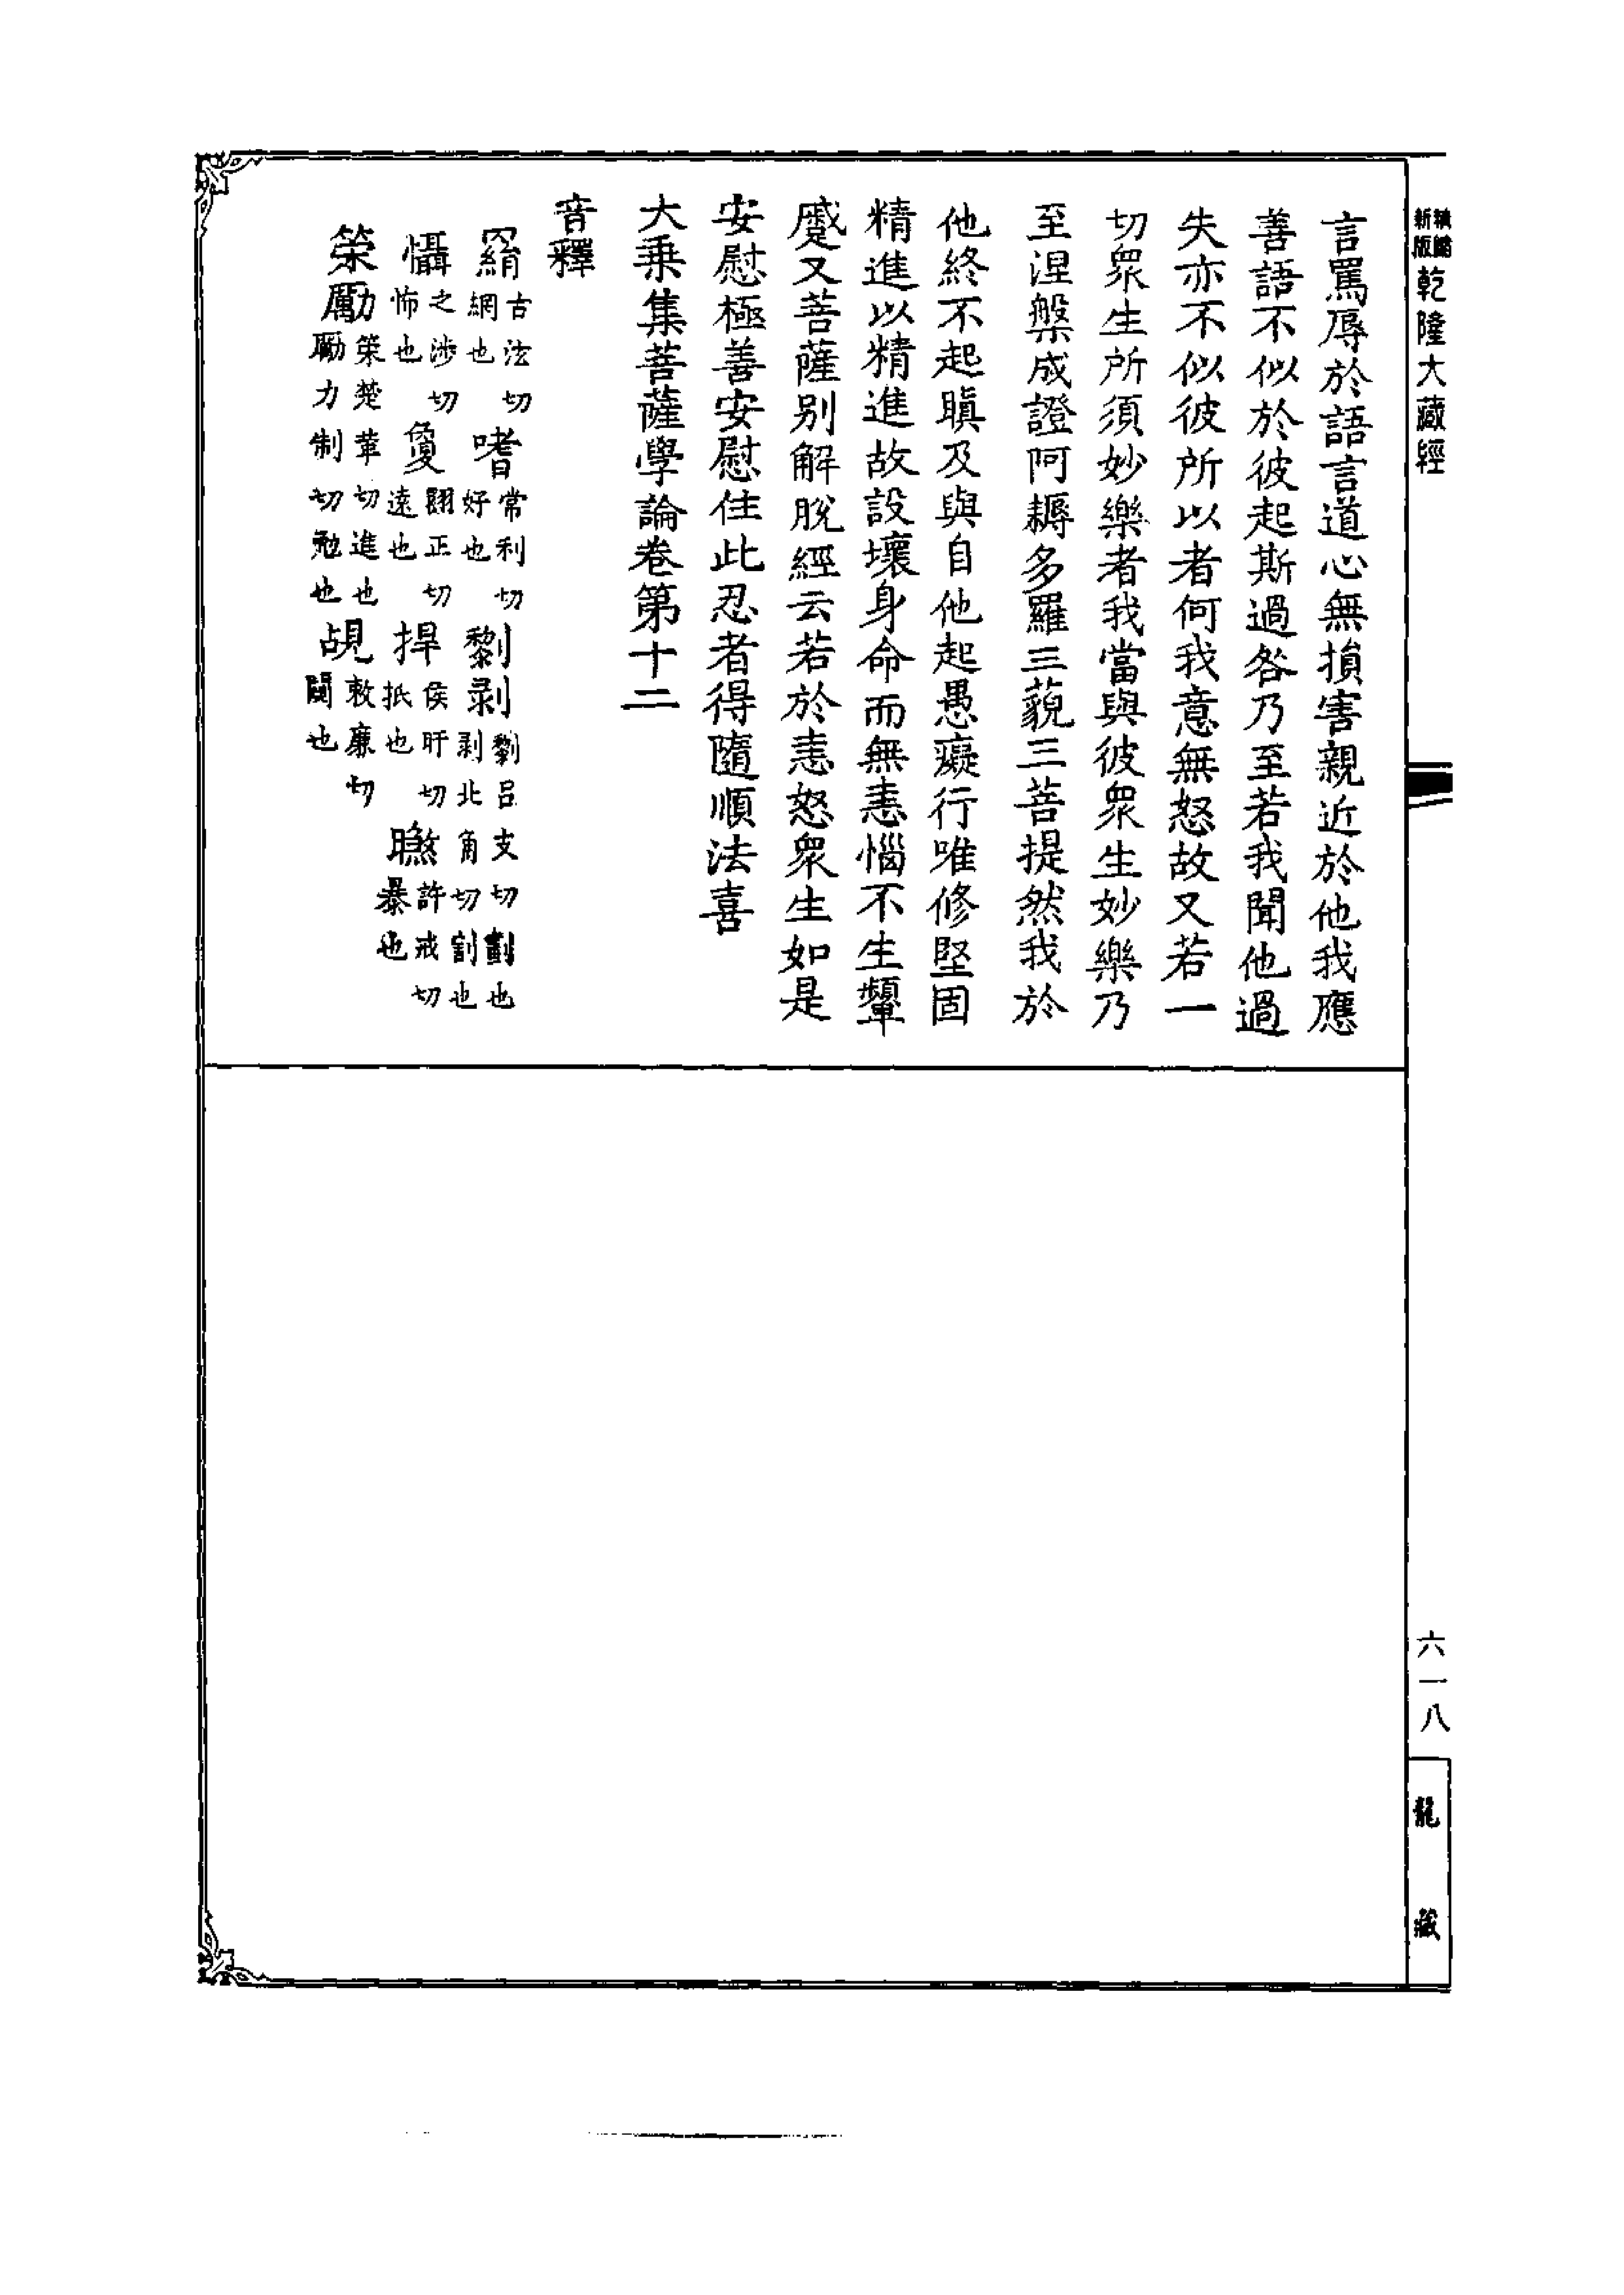 乾隆大藏經
言罵辱於語言道心無損害親近於他我應
善語不似於彼起斯過咎乃至若我聞他過
失亦不似彼所以者何我意無怒故又若一
切眾生所須妙樂者我當與彼眾生妙樂乃
至涅槃成證阿耨多羅三藐三菩提然我於
他終不起瞋及與自他起愚癡行唯修堅固
精進以精進故設壞身命而無恚惱不生顰
蹙又菩薩別解脫經云若於恚怒眾生如是
安慰極善安慰住此忍者得隨順法喜
大乘集菩薩學論卷第十二
音釋
罥古泫切網也 嗜常利切好也 剺剥剺呂支切劃也剥北角切割也
懾之涉切怖也 敻翾正切遠也 捍侯旰切抵也 許戒切暴也
策勵策楚革切進也勵力制切勉也 覘敕廉切闚也
六一八
龍藏